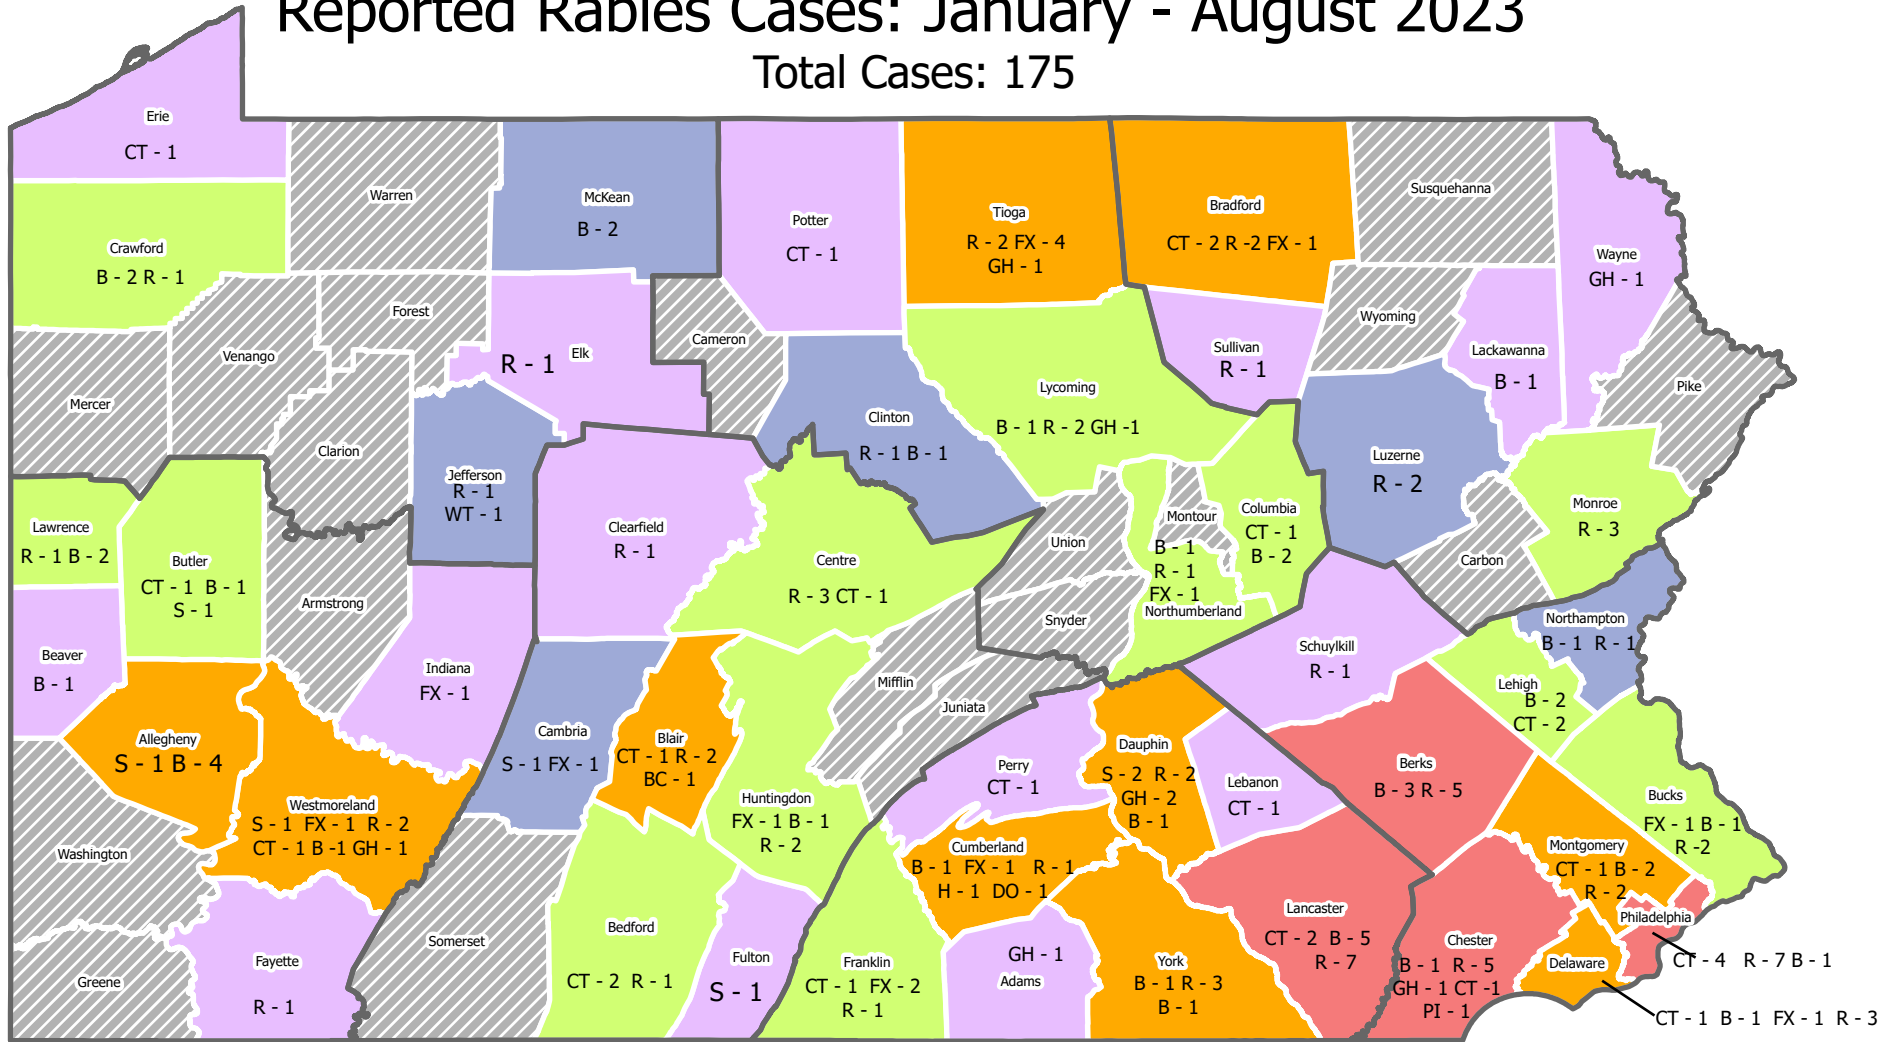 Reported Rabies Cases: January - August 2023
Total Cases: 175
Erie
CT - 1
Warren
McKean
B - 2
Potter
CT - 1
Tioga
R - 2 FX - 4
GH - 1
Bradford
CT - 2 R -2 FX - 1
Susquehanna
Wayne
GH - 1
Crawford
B - 2 R - 1
Forest
Venango
Mercer
Clarion
Elk
R - 1
Cameron
Clinton
R - 1 B - 1
Lycoming
B - 1 R - 2 GH -1
Sullivan
R - 1
Wyoming
Lackawanna
B - 1
Pike
Jefferson
R - 1
WT - 1
Clearfield
R - 1
Centre
R - 3 CT - 1
Union
Snyder
Montour
B - 1
R - 1
FX - 1
Northumberland
Columbia
CT - 1
B - 2
Luzerne
R - 2
Carbon
Monroe
R - 3
Lawrence
R - 1 B - 2
Butler
CT - 1 B - 1
S - 1
Armstrong
Indiana
FX - 1
Beaver
B - 1
Allegheny
S - 1 B - 4
Westmoreland
S - 1 FX - 1 R - 2
CT - 1 B -1 GH - 1
Cambria
S - 1 FX - 1
Blair
CT - 1 R - 2
BC - 1
Huntingdon
FX - 1 B - 1
R - 2
Mifflin
Juniata
Perry
CT - 1
Dauphin
S - 2 R - 2
GH - 2
B - 1
Lebanon
CT - 1
Schuylkill
R - 1
Northampton
B - 1 R - 1
Lehigh
B - 2
CT - 2
Berks
B - 3 R - 5
Bucks
FX - 1 B - 1
R -2
Montgomery
CT - 1 B - 2
R - 2
Washington
Greene
Fayette
R - 1
Somerset
Bedford
CT - 2 R - 1
Fulton
S - 1
Franklin
CT - 1 FX - 2
R - 1
Cumberland
B - 1 FX - 1 R - 1
H - 1 DO - 1
GH - 1
Adams
York
B - 1 R - 3
B - 1
Lancaster
CT - 2 B - 5
R - 7
Chester
B - 1 R - 5
GH - 1 CT -1
PI - 1
Philadelphia
CT - 4 R - 7 B - 1
Delaware
CT - 1 B - 1 FX - 1 R - 3